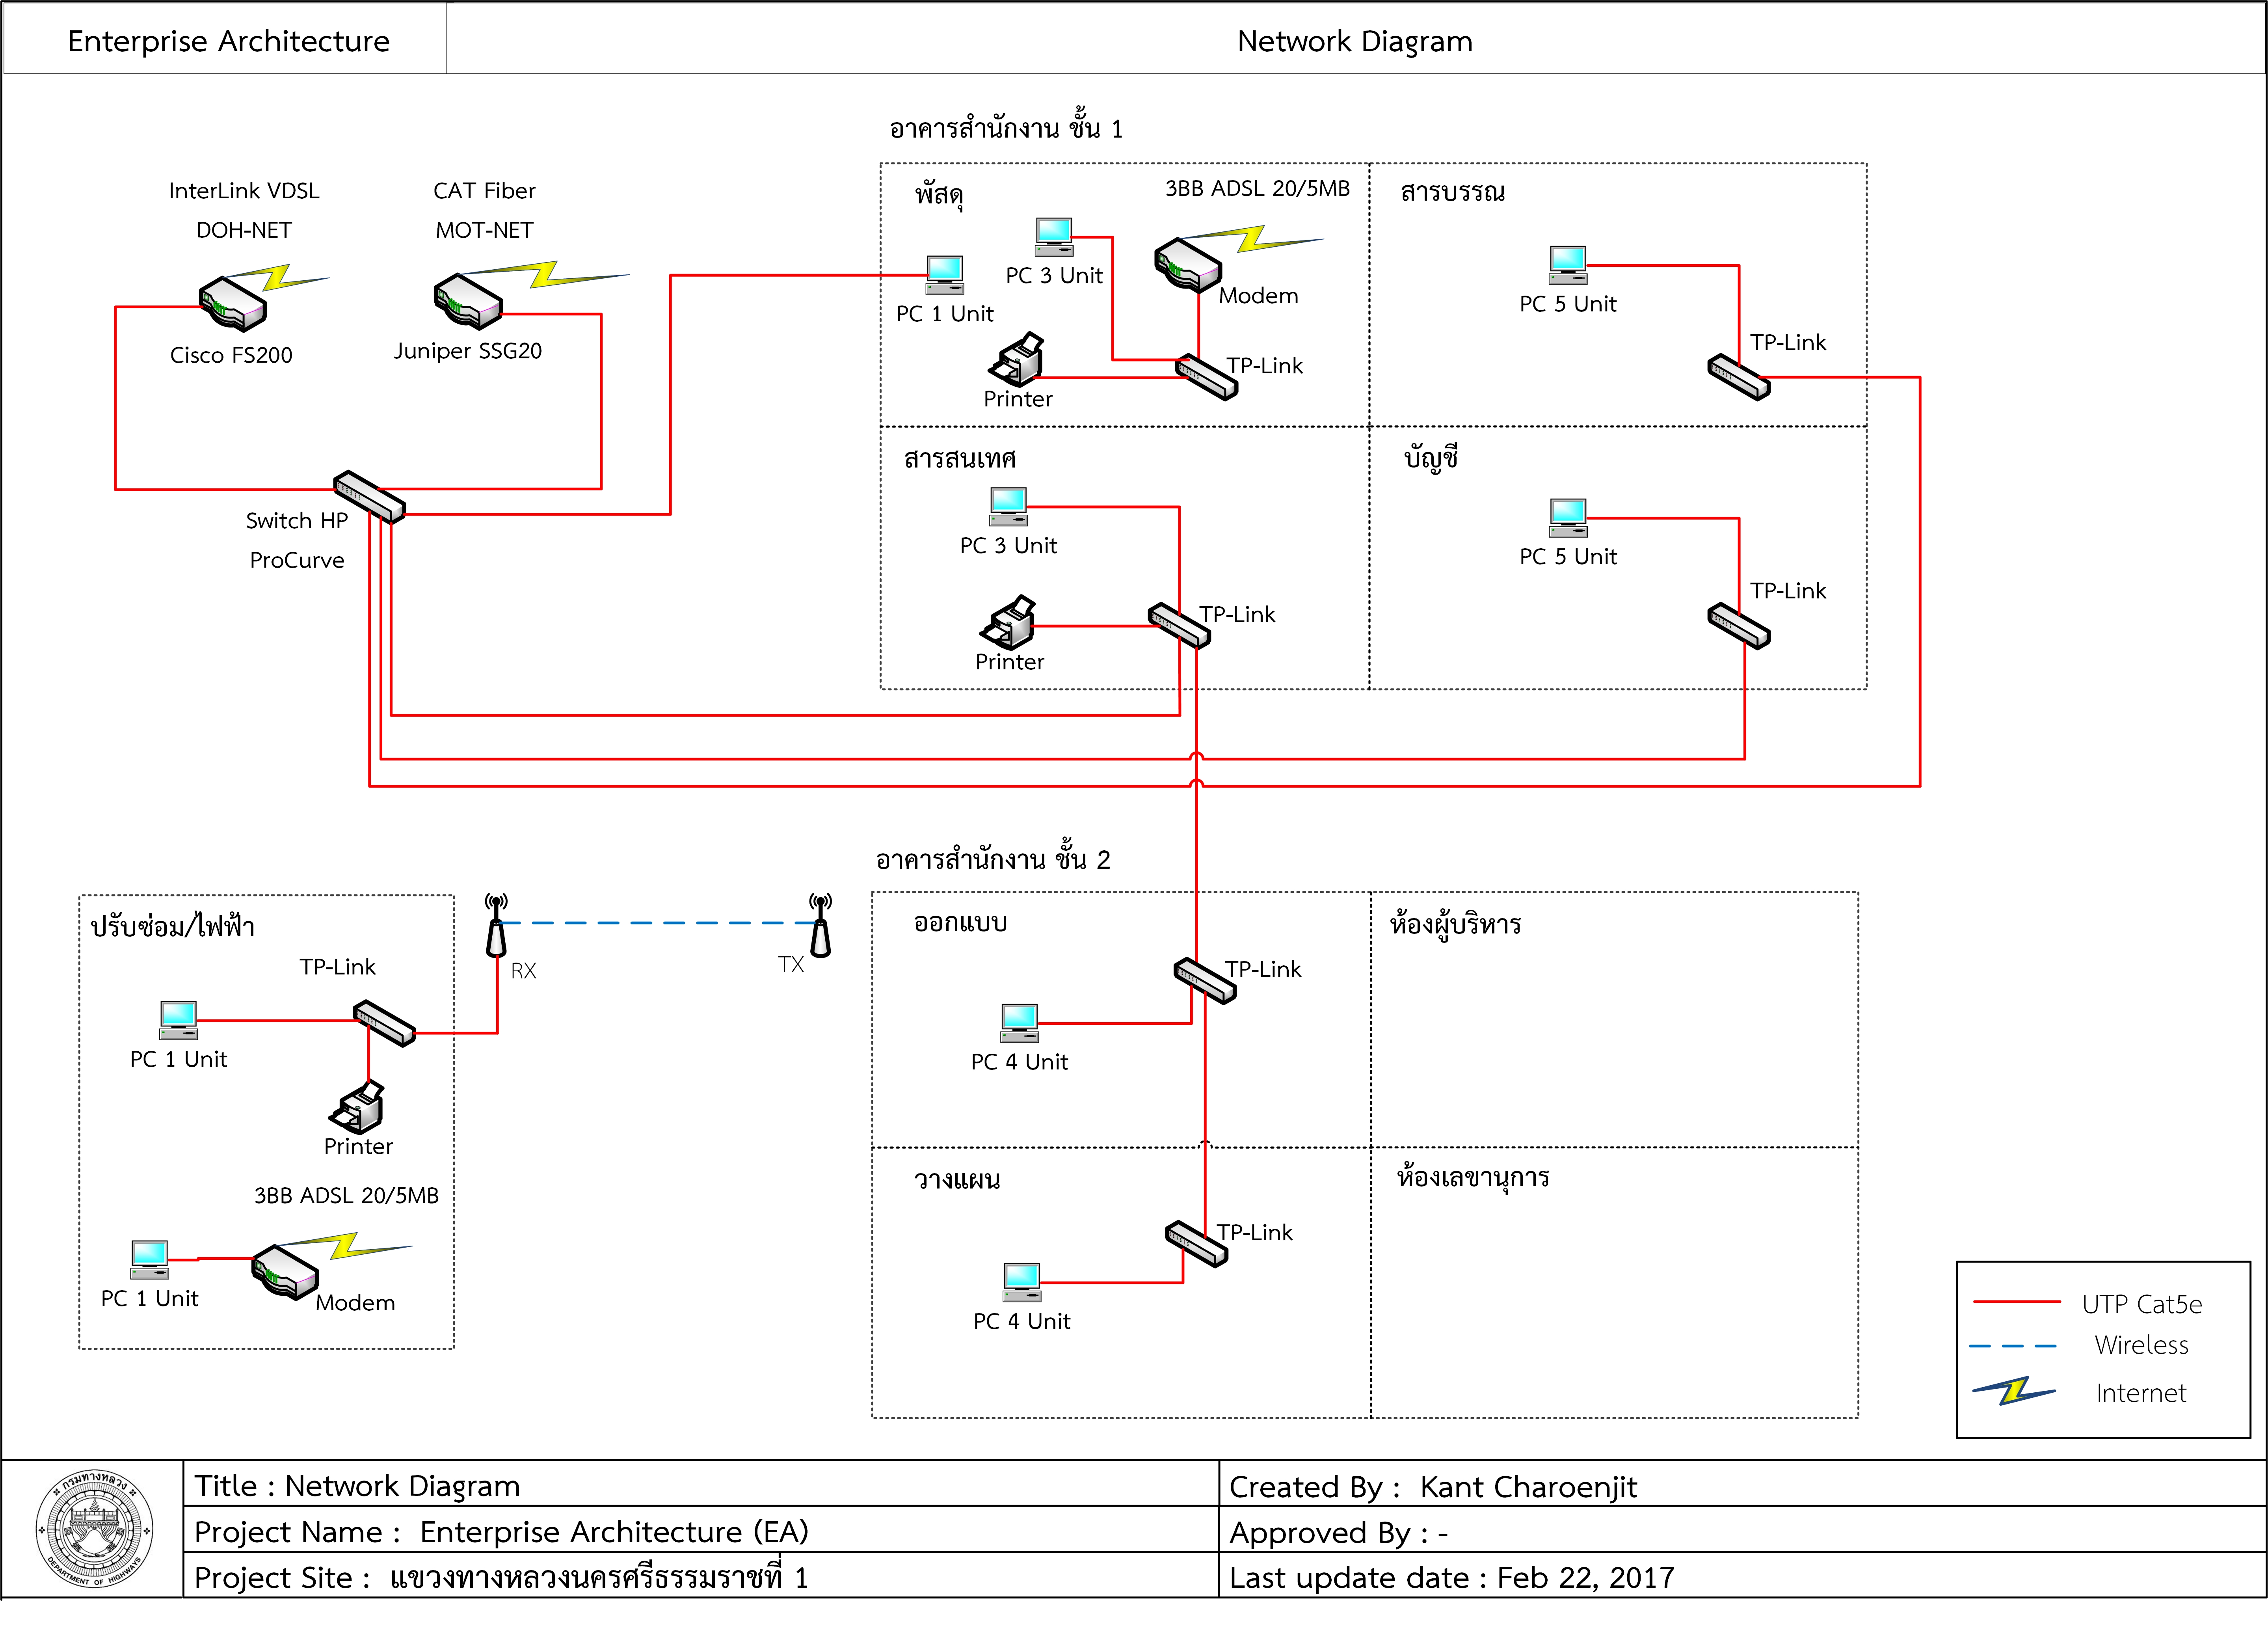 Enterprise Architecture
Network Diagram
InterLink VDSL
DOH-NET
Cisco FS200
CAT Fiber
MOT-NET
Juniper SSG20
Switch HP
ProCurve
อาคารสำนักงาน ชั้น 1
พัสดุ
3BB ADSL 20/5MB
PC 3 Unit
PC 1 Unit
Modem
TP-Link
Printer
สารบรรณ
PC 5 Unit
TP-Link
สารสนเทศ
PC 3 Unit
TP-Link
Printer
บัญชี
PC 5 Unit
TP-Link
ปรับซ่อม/ไฟฟ้า
TP-Link
PC 1 Unit
Printer
3BB ADSL 20/5MB
PC 1 Unit
Modem
RX
TX
อาคารสำนักงาน ชั้น 2
ออกแบบ
TP-Link
PC 4 Unit
ห้องผู้บริหาร
วางแผน
TP-Link
PC 4 Unit
ห้องเลขานุการ
UTP Cat5e
Wireless
Internet
กรมทางหลวง
DEPARTMENT OF HIGHWAYS
Title : Network Diagram
Project Name : Enterprise Architecture (EA)
Project Site : แขวงทางหลวงนครศรีธรรมราชที่ 1
Created By : Kant Charoenjit
Approved By : -
Last update date : Feb 22, 2017